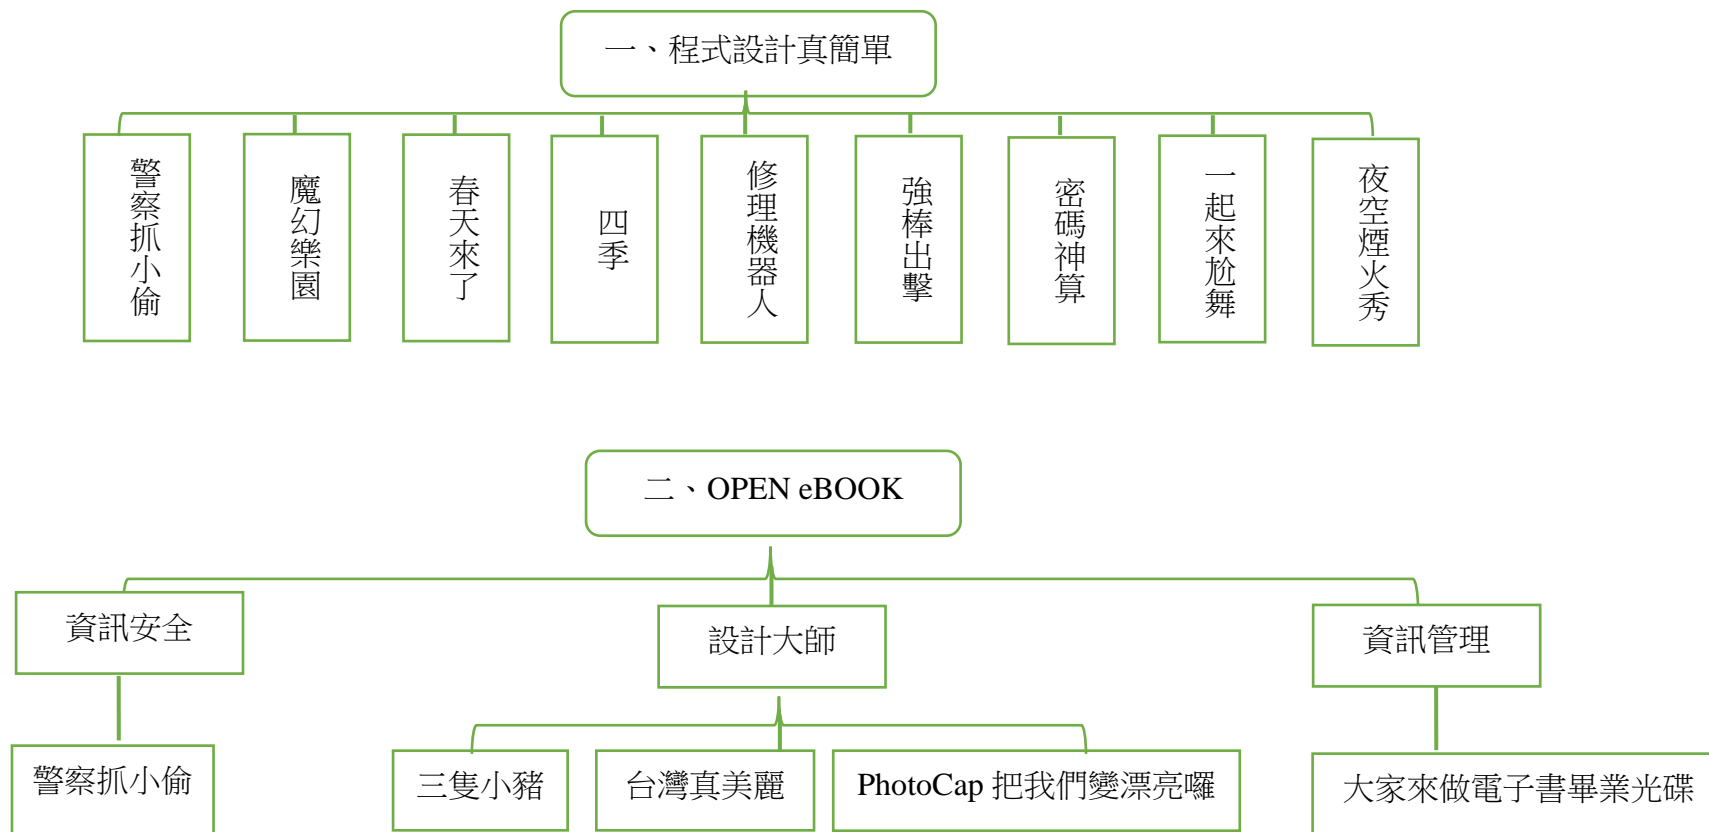 一、程式設計真簡單
警察抓小偷
魔幻樂園
春天來了
四季
修理機器人
強棒出擊
密碼神算
一起來尬舞
夜空煙火秀
二、OPEN eBOOK
資訊安全
設計大師
資訊管理
警察抓小偷
三隻小豬
台灣真美麗
PhotoCap 把我們變漂亮囉
大家來做電子書畢業光碟